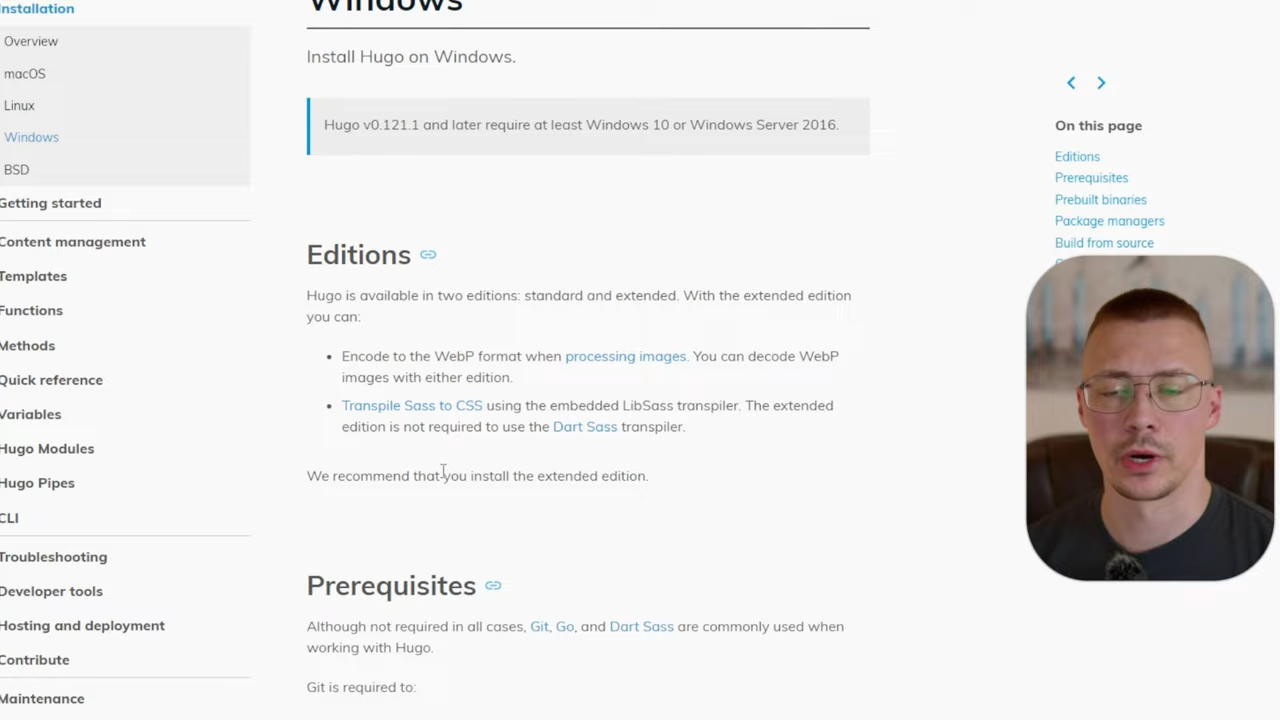 Installation
Overview
macOS
Linux
Windows
BSD
Getting started
Content management
Templates
Functions
Methods
Quick reference
Variables
Hugo Modules
Hugo Pipes
CLI
Troubleshooting
Developer tools
Hosting and deployment
Contribute
Maintenance
Windows
Install Hugo on Windows.
Hugo v0.121.1 and later require at least Windows 10 or Windows Server 2016.
Editions
Hugo is available in two editions: standard and extended. With the extended edition
you can:
• Encode to the WebP format when processing images. You can decode WebP
images with either edition.
• Transpile Sass to CSS using the embedded LibSass transpiler. The extended
edition is not required to use the Dart Sass transpiler.
We recommend that you install the extended edition.
Prerequisites
Although not required in all cases, Git, Go, and Dart Sass are commonly used when
working with Hugo.
Git is required to:
On this page
Editions
Prerequisites
Prebuilt binaries
Package managers
Build from source